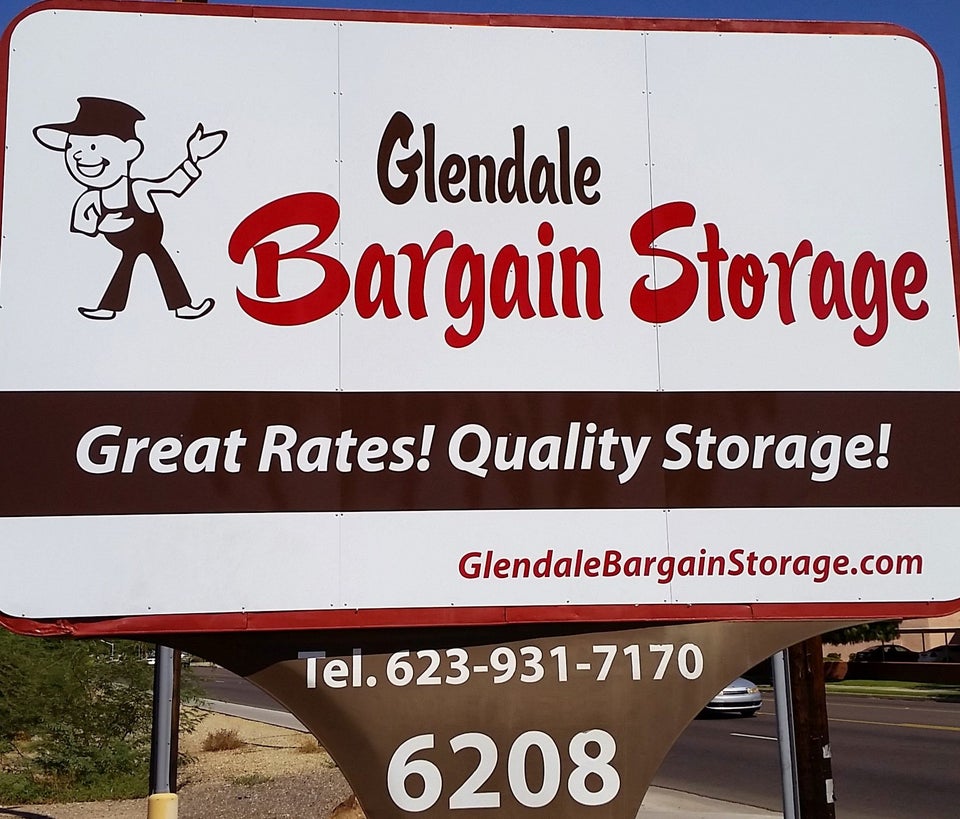 Glendale
Bargain Storage
Great Rates! Quality Storage!
GlendaleBargainStorage.com
Tel. 623-931-7170
6208